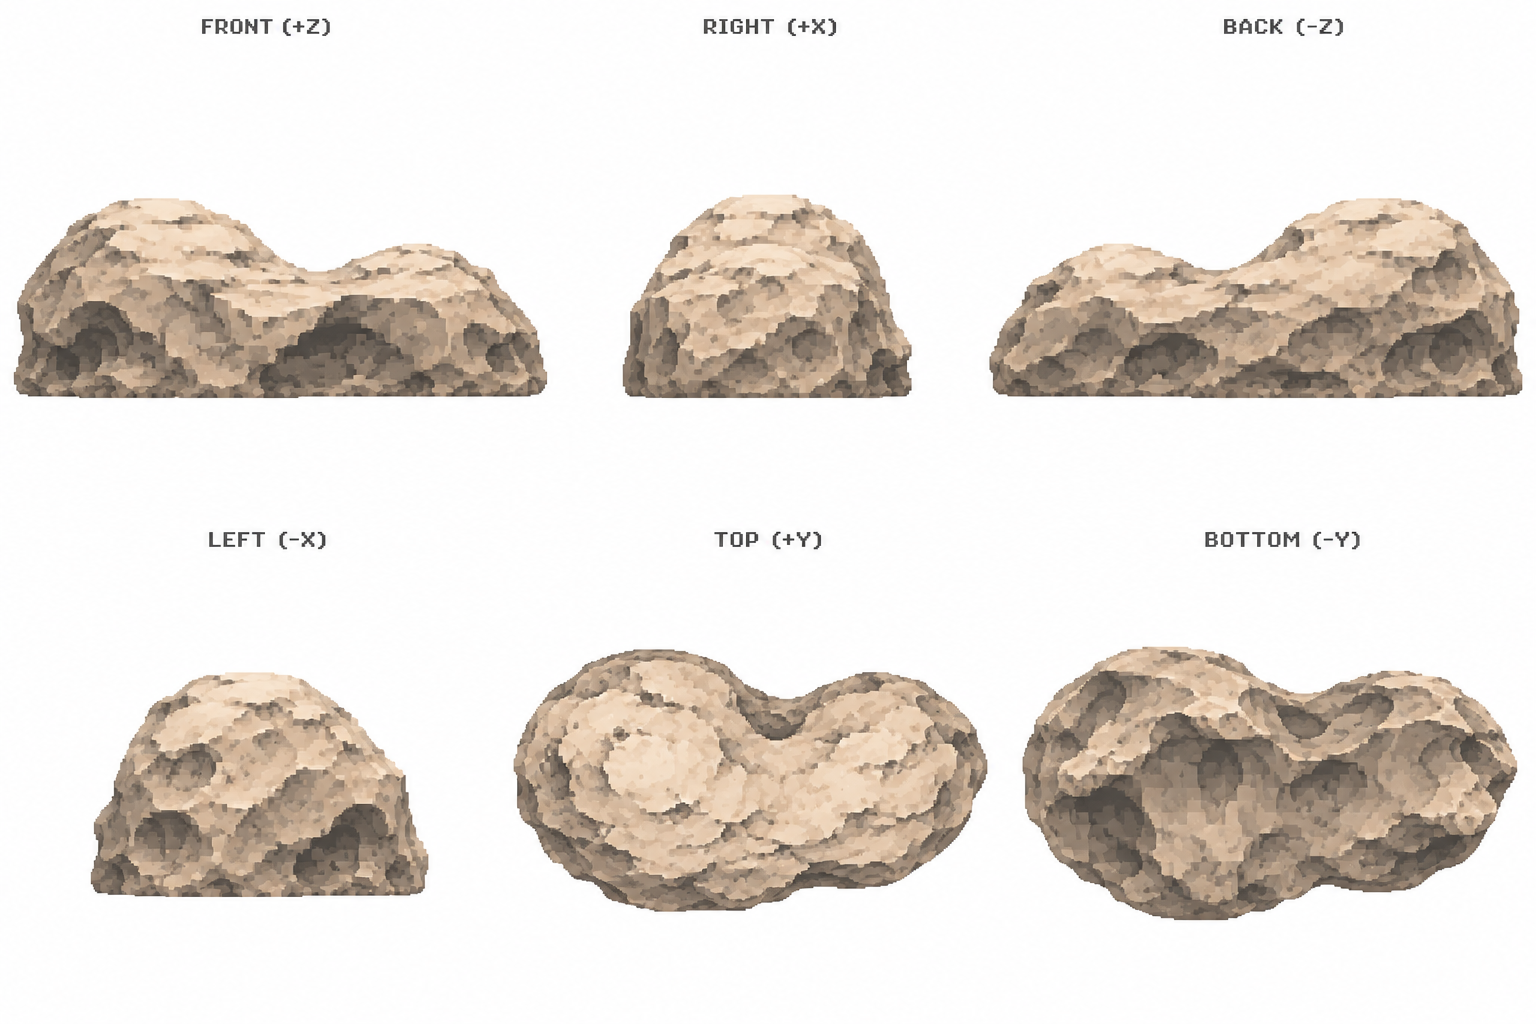 FRONT (+Z)
RIGHT (+X)
BACK (-Z)
LEFT (-X)
TOP (+Y)
BOTTOM (-Y)